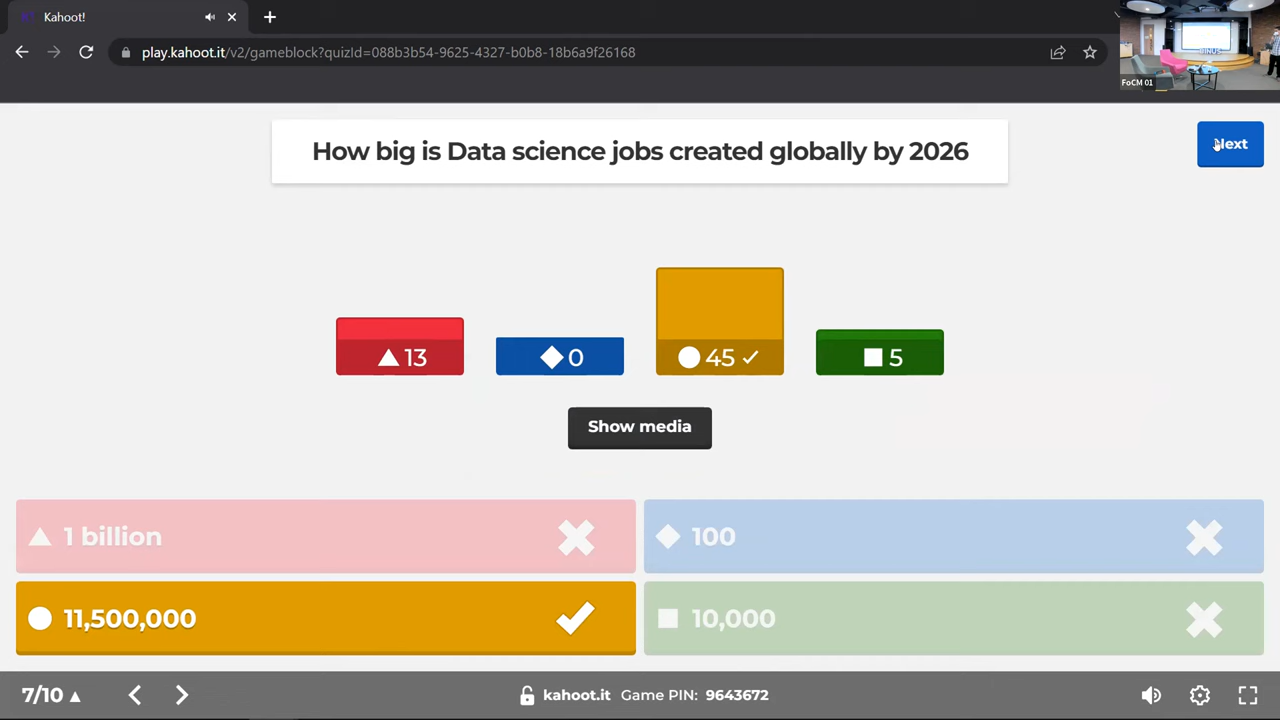 Kahoot!
play.kahoot.it/v2/gameblock?quizId=088b3b54-9625-4327-b0b8-18b6a9f26168
FoCM 01
How big is Data science jobs created globally by 2026
Next
13
0
45
5
Show media
1 billion
100
11,500,000
10,000
7/10
kahoot.it Game PIN: 9643672